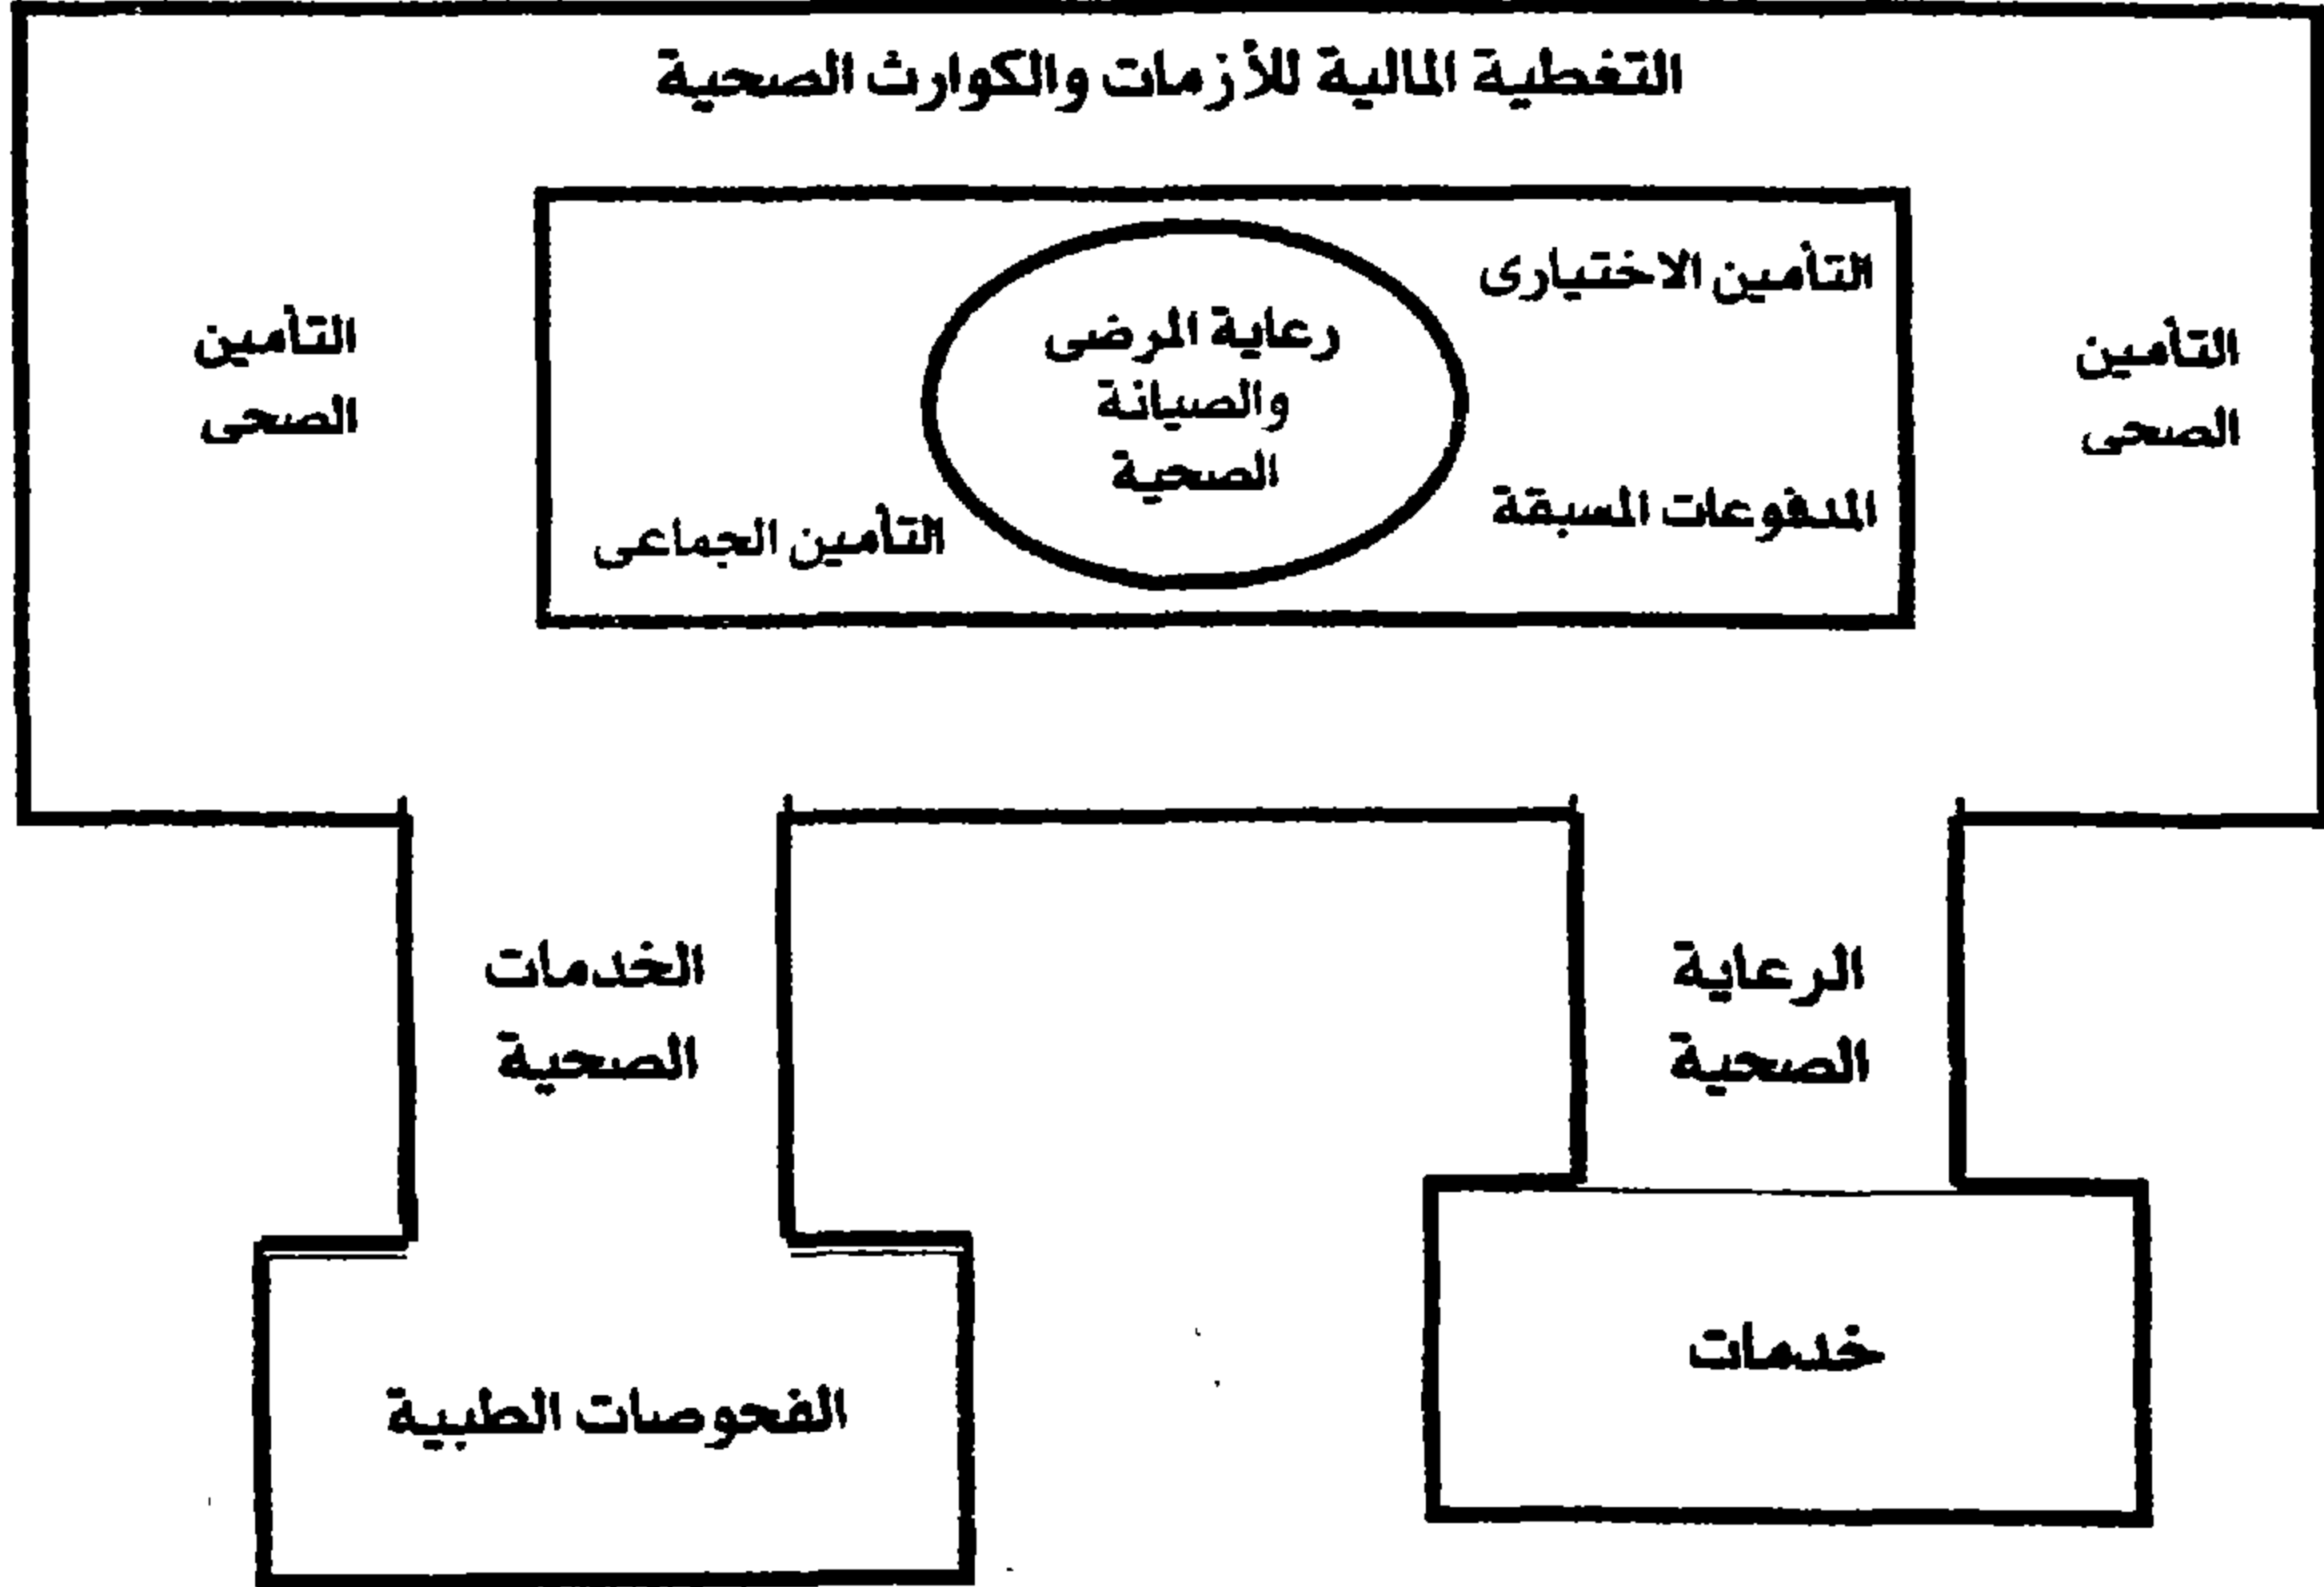 التغطية المالية للأزمات والكوارث الصحية
التأمين
الصحى
التأمين الاختيارى
المدفوعات المسبقة
رعاية المرضى
والصيانة
الصحية
التأمين الجماعى
التأمين
الصحى
الرعاية
الصحية
الخدمات
الصحية
خدمات
الفحوصات الطبية